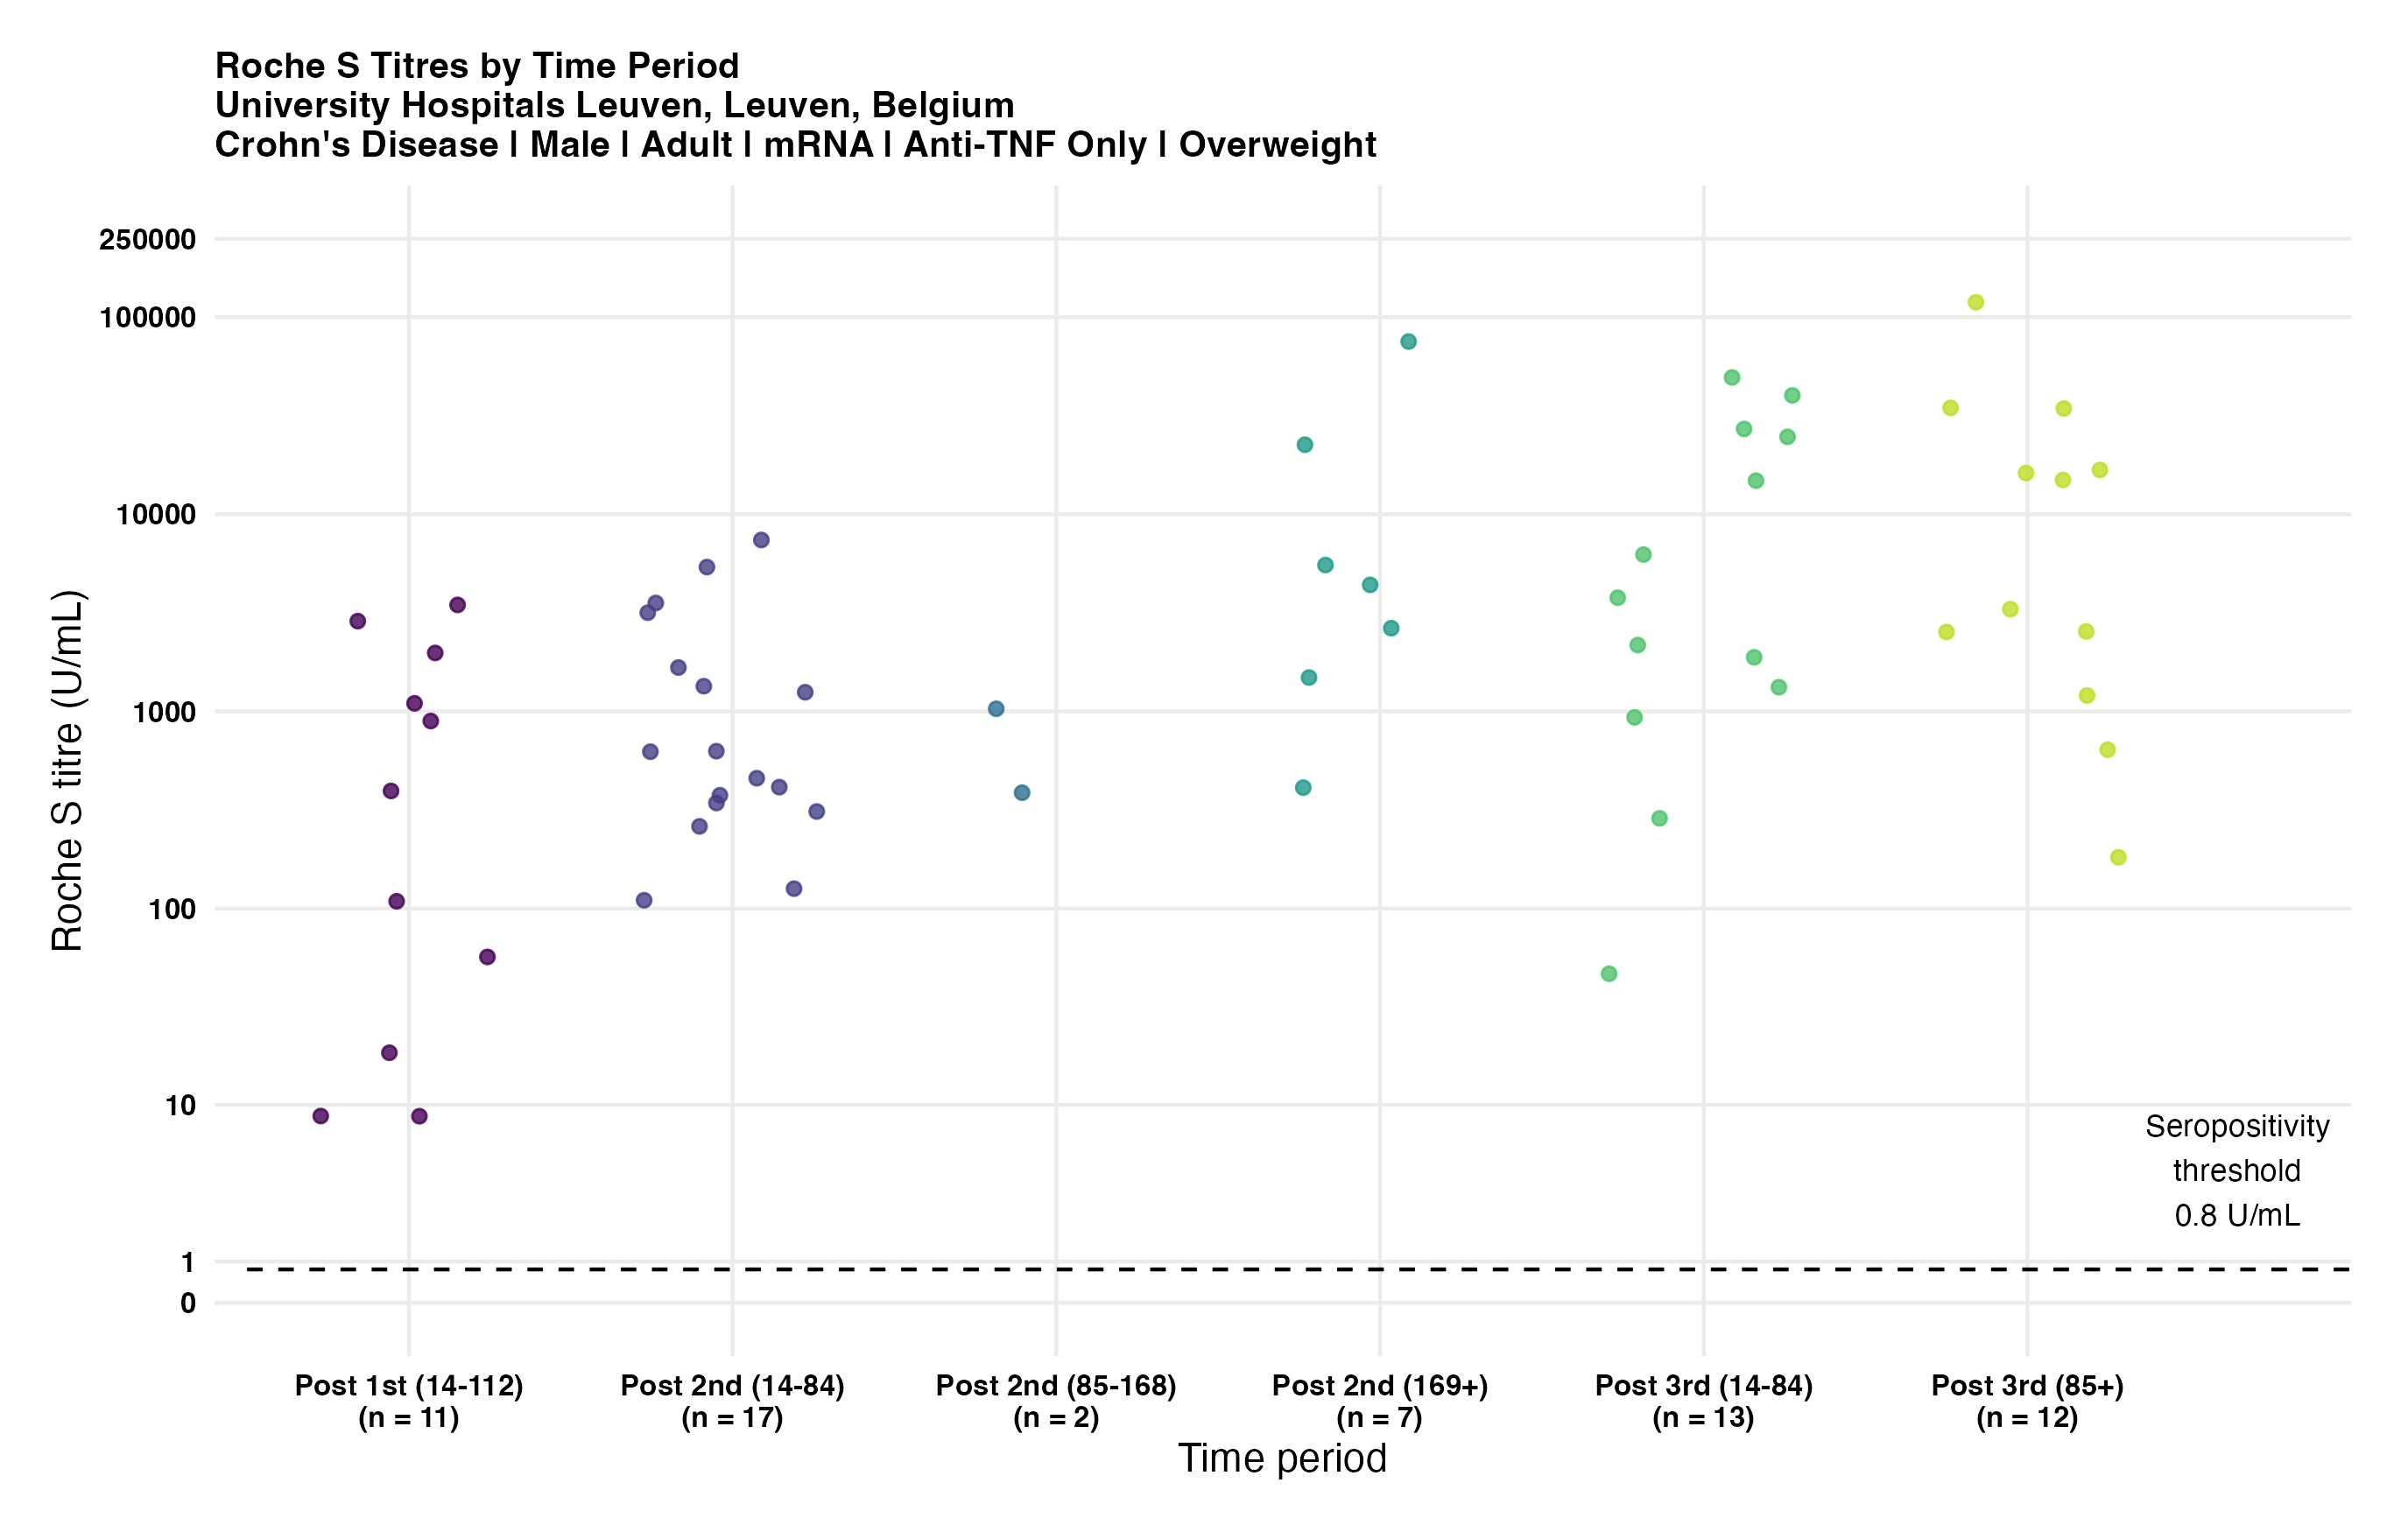 Roche S Titres by Time Period
University Hospitals Leuven, Leuven, Belgium
Crohn's Disease | Male | Adult | mRNA | Anti-TNF Only | Overweight
Roche S titre (U/mL)
250000
100000
10000
1000
100
10
1
0
Seropositivity
threshold
0.8 U/mL
Post 1st (14-112)
(n = 11)
Post 2nd (14-84)
(n = 17)
Post 2nd (85-168)
(n = 2)
Post 2nd (169+)
(n = 7)
Post 3rd (14-84)
(n = 13)
Post 3rd (85+)
(n = 12)
Time period